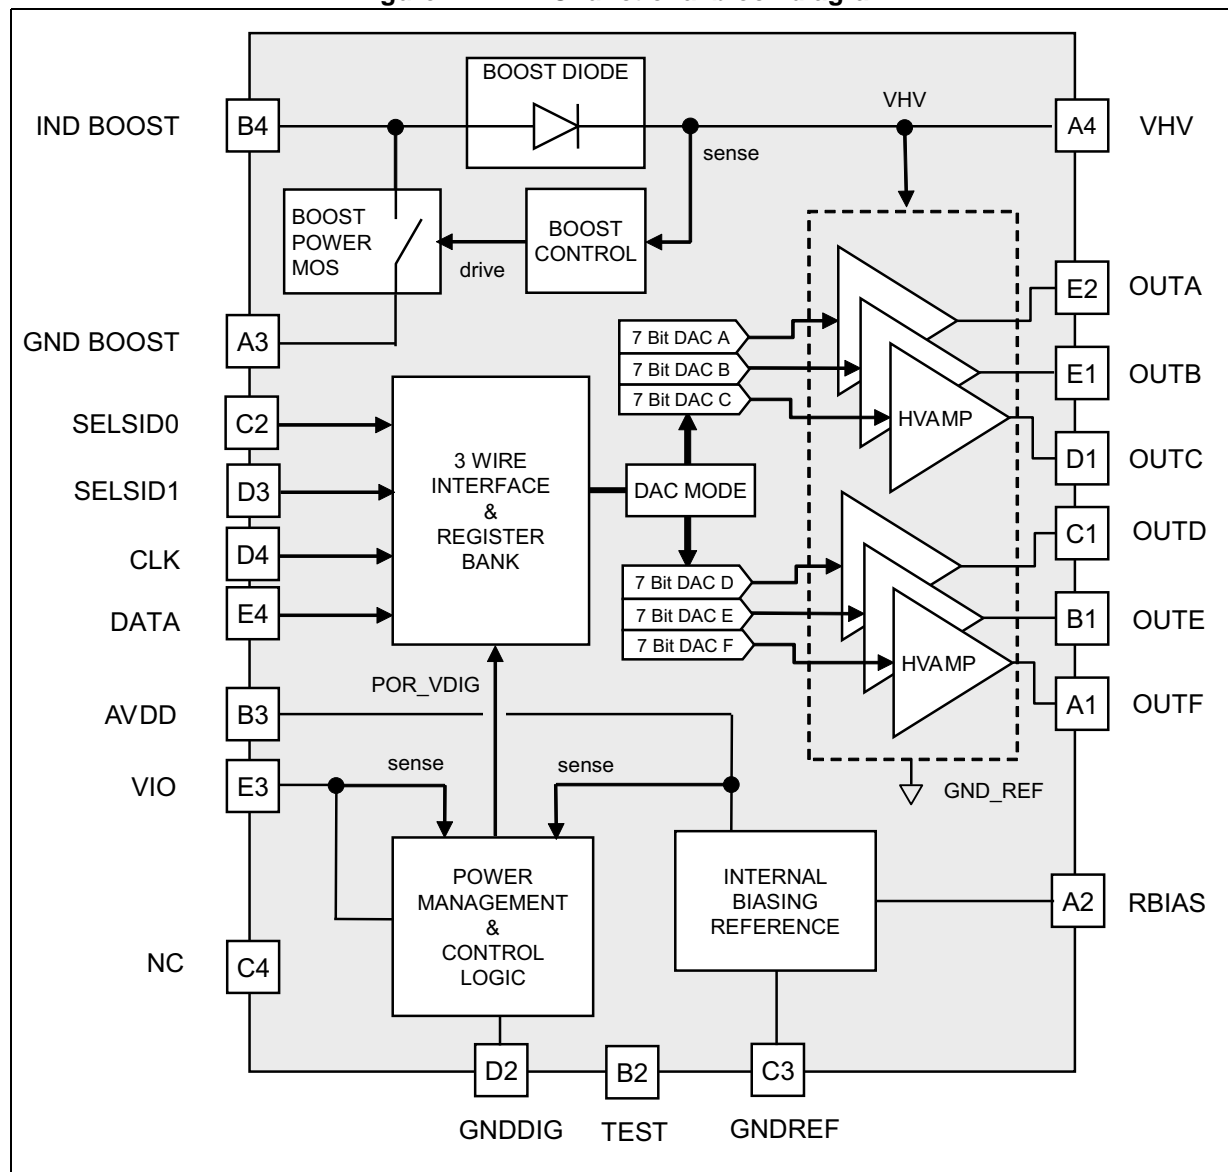 BOOST DIODE
VHV
IND BOOST
B4
A4
VHV
sense
BOOST
POWER
MOS
BOOST
CONTROL
drive
GND BOOST
A3
E2
OUTA
7 Bit DAC A
7 Bit DAC B
7 Bit DAC C
E1
OUTB
HVAMP
SELSID0
C2
D1
OUTC
3 WIRE
INTERFACE
&
REGISTER
BANK
DAC MODE
SELSID1
D3
CLK
D4
C1
OUTD
7 Bit DAC D
7 Bit DAC E
7 Bit DAC F
DATA
E4
B1
OUTE
HVAMP
POR_VDIG
AVDD
B3
A1
OUTF
VIO
E3
sense
sense
GND_REF
POWER
MANAGEMENT
&
CONTROL
LOGIC
INTERNAL
BIASING
REFERENCE
A2
RBIAS
NC
C4
D2
B2
C3
GNDDIG
TEST
GNDREF